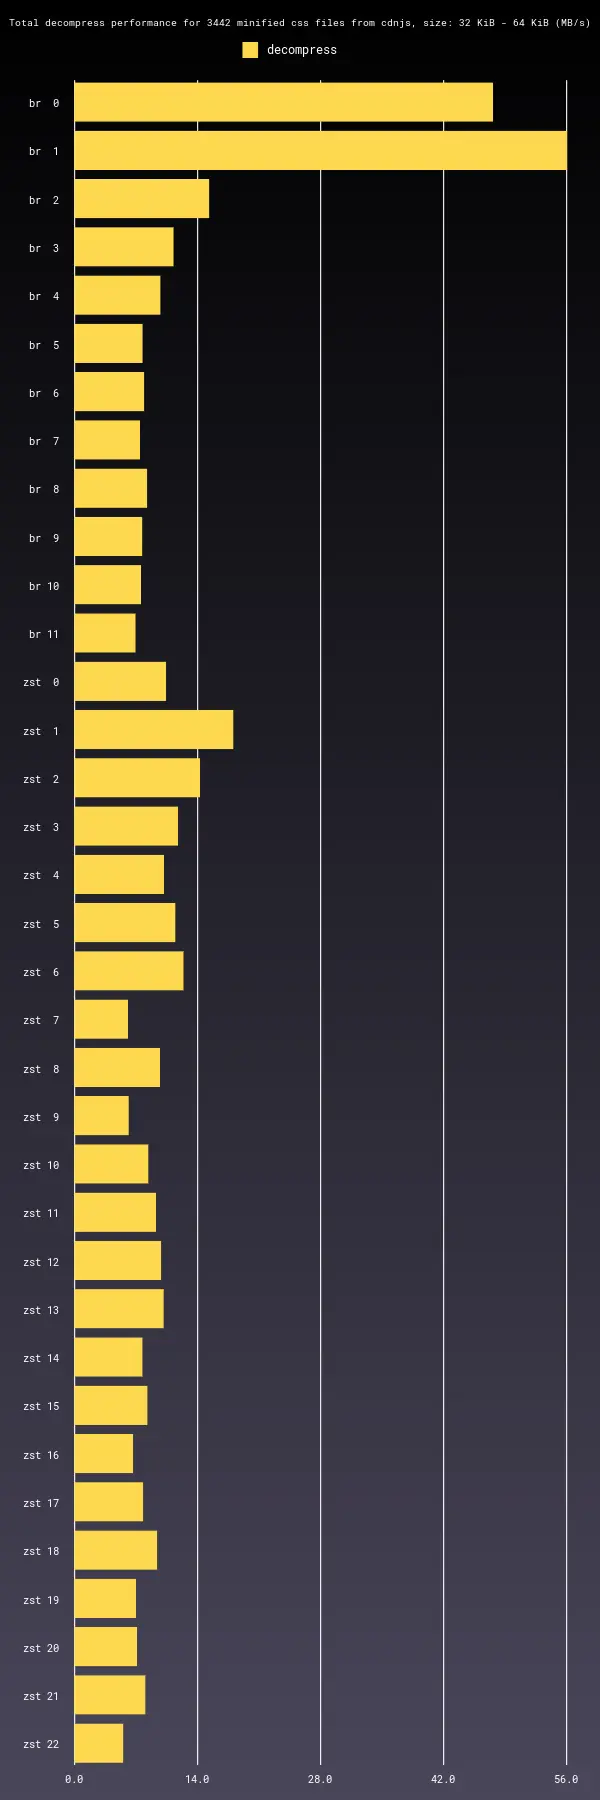 Total decompress performance for 3442 minified css files from cdnjs, size: 32 KiB - 64 KiB (MB/s)
decompress
br 0
br 1
br 2
br 3
br 4
br 5
br 6
br 7
br 8
br 9
br 10
br 11
zst 0
zst 1
zst 2
zst 3
zst 4
zst 5
zst 6
zst 7
zst 8
zst 9
zst 10
zst 11
zst 12
zst 13
zst 14
zst 15
zst 16
zst 17
zst 18
zst 19
zst 20
zst 21
zst 22
0.0 14.0 28.0 42.0 56.0